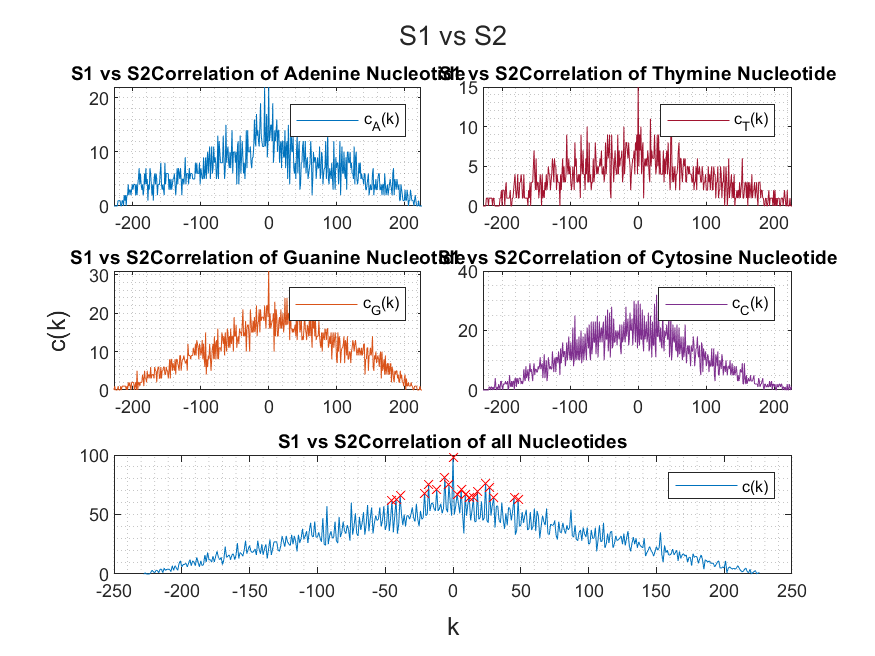 S1 vs S2
S1 vs S2Correlation of Adenine Nucleotide
S1 vs S2Correlation of Thymine Nucleotide
20
10
0
c_A(k)
-200 -100 0 100 200
15
10
5
0
c_T(k)
-200 -100 0 100 200
S1 vs S2Correlation of Guanine Nucleotide
S1 vs S2Correlation of Cytosine Nucleotide
30
20
10
0
c_G(k)
-200 -100 0 100 200
40
20
0
c_C(k)
-200 -100 0 100 200
c(k)
S1 vs S2Correlation of all Nucleotides
100
50
0
c(k)
-250 -200 -150 -100 -50 0 50 100 150 200 250
k